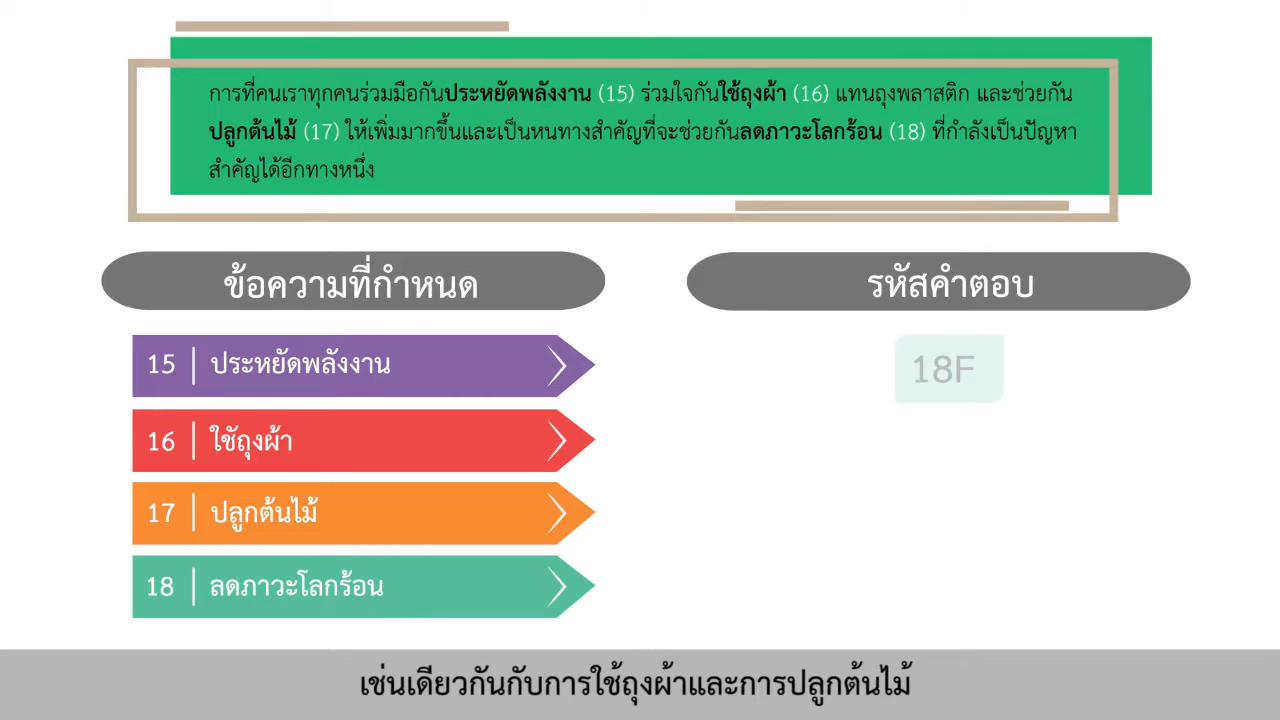 การที่คนเราทุกคนร่วมมือกันประหยัดพลังงาน (15) ร่วมใจกันใช้ถุงผ้า (16) แทนถุงพลาสติก และช่วยกัน
ปลูกต้นไม้ (17) ให้เพิ่มมากขึ้นและเป็นหนทางสำคัญที่จะช่วยกันลดภาวะโลกร้อน (18) ที่กำลังเป็นปัญหา
สำคัญได้อีกทางหนึ่ง
ข้อความที่กำหนด
รหัสคำตอบ
15 ประหยัดพลังงาน
18F
16 ใช้ถุงผ้า
17 ปลูกต้นไม้
18 ลดภาวะโลกร้อน
เช่นเดียวกันกับการใช้ถุงผ้าและการปลูกต้นไม้